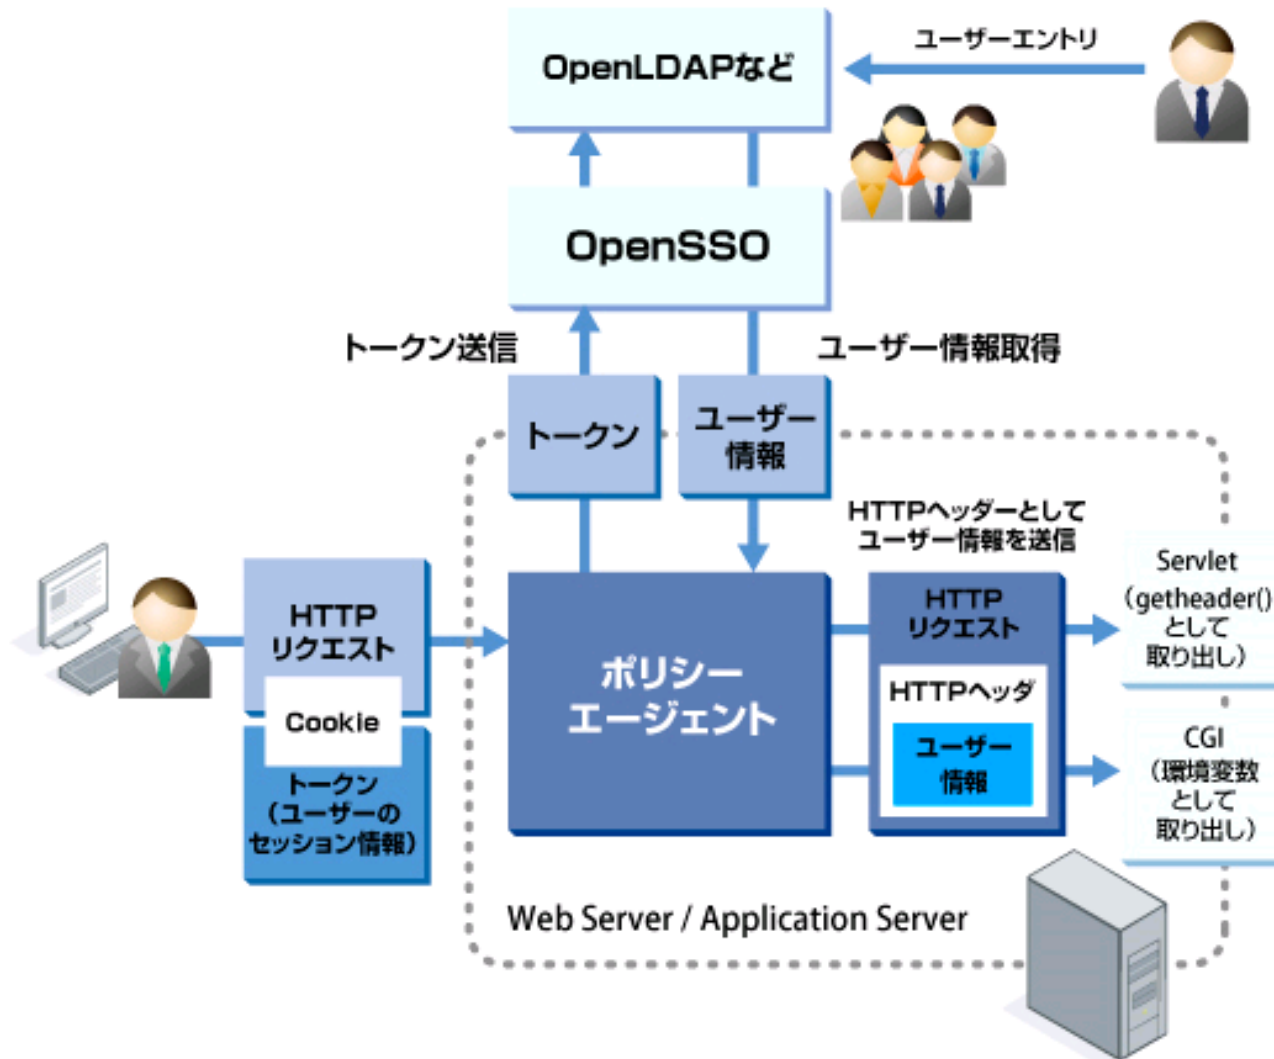 OpenLDAPなど
ユーザーエントリ
OpenSSO
トークン送信
ユーザー情報取得
トークン
ユーザー
情報
HTTPヘッダーとして
ユーザー情報を送信
HTTP
リクエスト
Cookie
トークン
（ユーザーの
セッション情報）
ポリシー
エージェント
HTTP
リクエスト
HTTPヘッダ
ユーザー
情報
Servlet
（getheader()
として
取り出し）
CGI
（環境変数
として
取り出し）
Web Server / Application Server